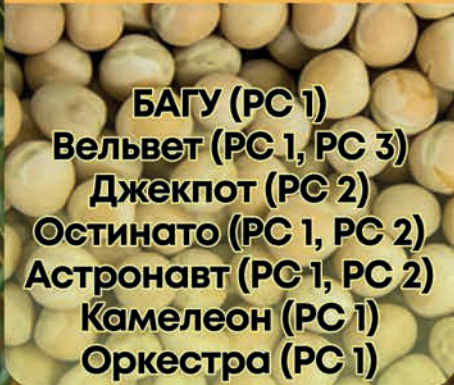 БАГУ (РС 1)
Вельвет (РС 1, РС 3)
Джекпот (РС 2)
Остинато (РС 1, РС 2)
Астронавт (РС 1, РС 2)
Камелеон (РС 1)
Оркестра (РС 1)